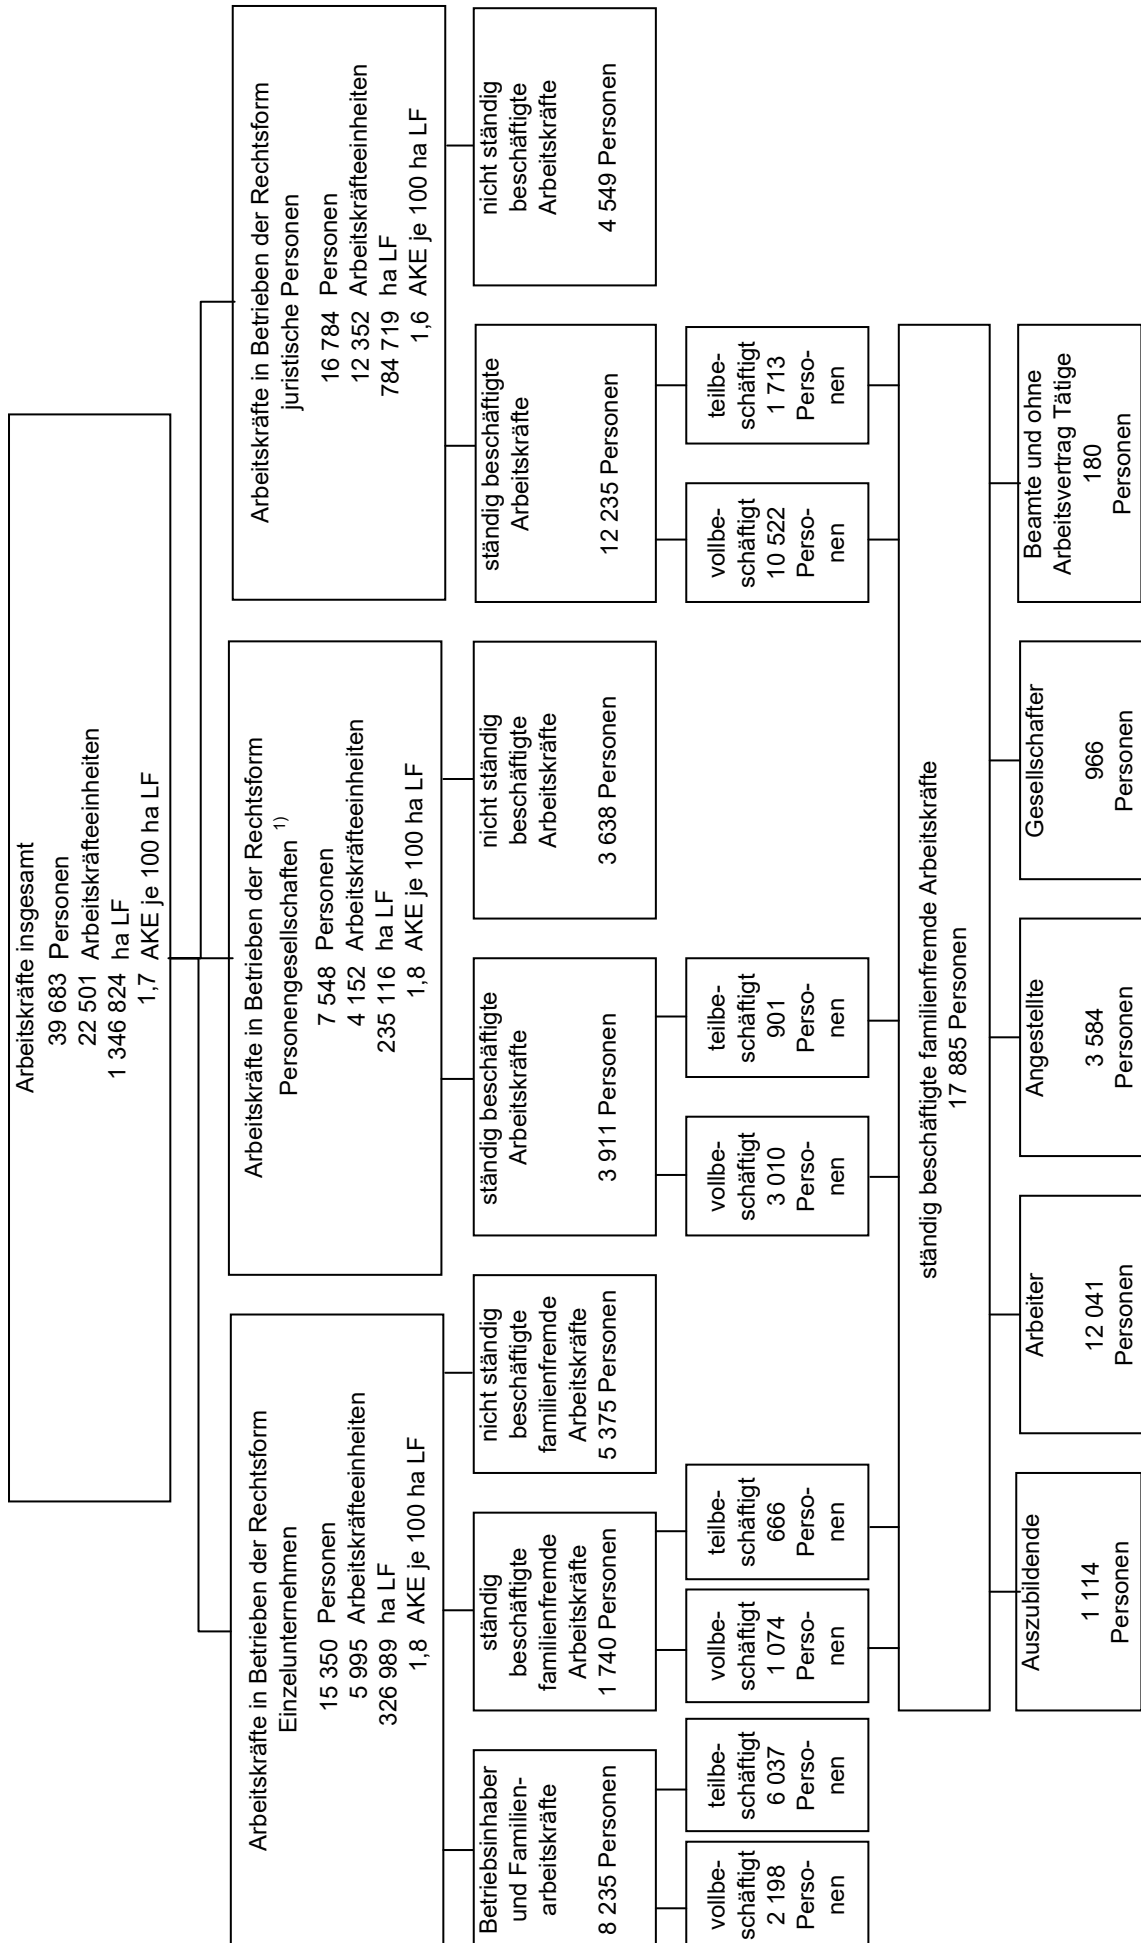 Arbeitskräfte insgesamt
39 683 Personen
22 501 Arbeitskräfteeinheiten
1 346 824 ha LF
1,7 AKE je 100 ha LF
Arbeitskräfte in Betrieben der Rechtsform
Einzelunternehmen
15 350 Personen
5 995 Arbeitskräfteeinheiten
326 989 ha LF
1,8 AKE je 100 ha LF
Arbeitskräfte in Betrieben der Rechtsform
Personengesellschaften 1)
7 548 Personen
4 152 Arbeitskräfteeinheiten
235 116 ha LF
1,8 AKE je 100 ha LF
Arbeitskräfte in Betrieben der Rechtsform
juristische Personen
16 784 Personen
12 352 Arbeitskräfteeinheiten
784 719 ha LF
1,6 AKE je 100 ha LF
Betriebsinhaber
und Familien-
arbeitskräfte
8 235 Personen
ständig
beschäftigte
familienfremde
Arbeitskräfte
1 740 Personen
nicht ständig
beschäftigte
familienfremde
Arbeitskräfte
5 375 Personen
ständig beschäftigte
Arbeitskräfte
3 911 Personen
nicht ständig
beschäftigte
Arbeitskräfte
3 638 Personen
ständig beschäftigte
Arbeitskräfte
12 235 Personen
nicht ständig
beschäftigte
Arbeitskräfte
4 549 Personen
vollbe-
schäftigt
2 198
Perso-
nen
teilbe-
schäftigt
6 037
Perso-
nen
vollbe-
schäftigt
1 074
Perso-
nen
teilbe-
schäftigt
666
Perso-
nen
vollbe-
schäftigt
3 010
Perso-
nen
teilbe-
schäftigt
901
Perso-
nen
vollbe-
schäftigt
10 522
Perso-
nen
teilbe-
schäftigt
1 713
Perso-
nen
ständig beschäftigte familienfremde Arbeitskräfte
17 885 Personen
Auszubildende
1 114
Personen
Arbeiter
12 041
Personen
Angestellte
3 584
Personen
Gesellschafter
966
Personen
Beamte und ohne
Arbeitsvertrag Tätige
180
Personen